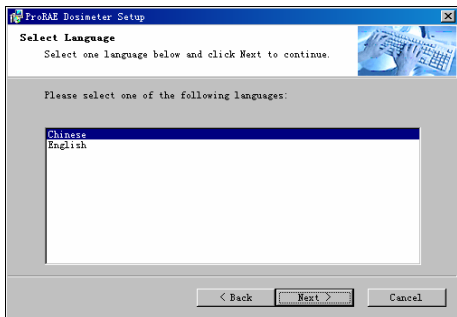 ProRAE Dosimeter Setup
Select Language
Select one language below and click Next to continue.
Please select one of the following languages:
Chinese
English
< Back Next > Cancel